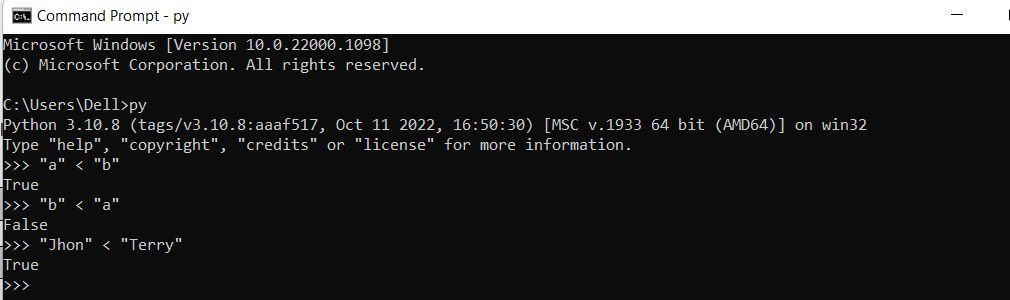 Command Prompt - py
Microsoft Windows [Version 10.0.22000.1098]
(c) Microsoft Corporation. All rights reserved.
C:\Users\Dell>py
Python 3.10.8 (tags/v3.10.8:aaaf517, Oct 11 2022, 16:50:30) [MSC v.1933 64 bit (AMD64)] on win32
Type "help", "copyright", "credits" or "license" for more information.
>>> "a" < "b"
True
>>> "b" < "a"
False
>>> "Jhon" < "Terry"
True
>>>